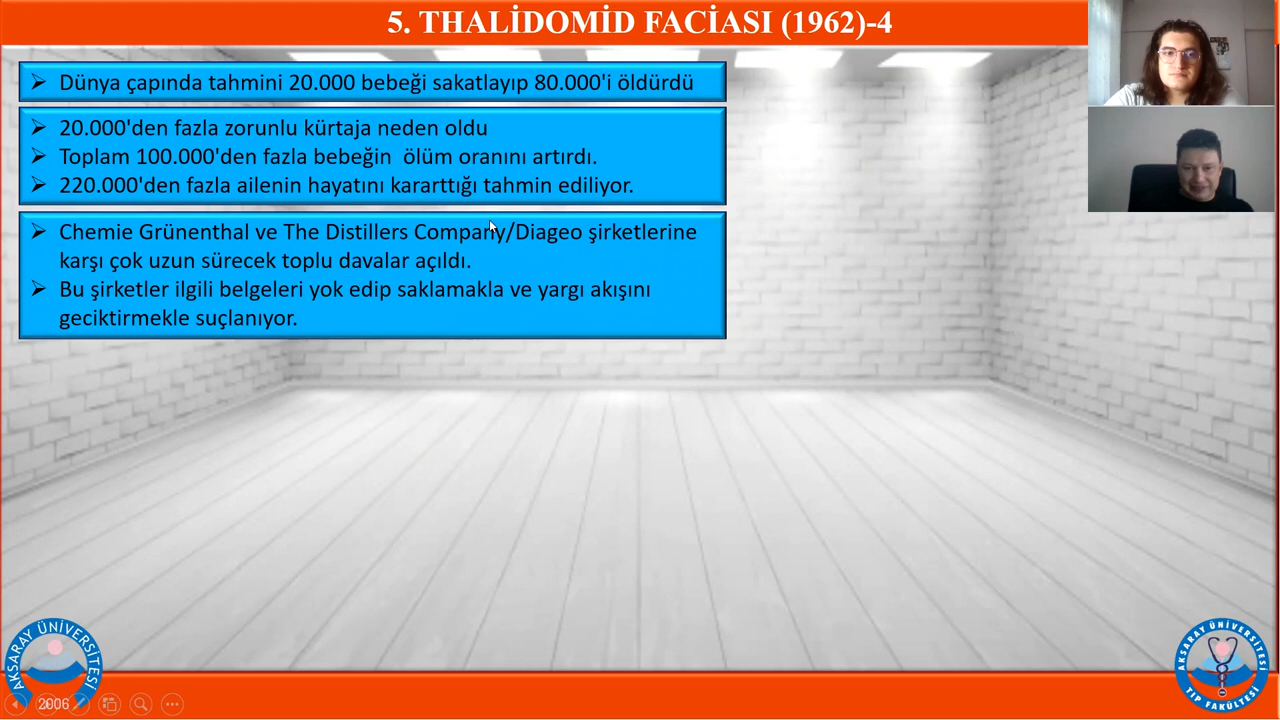 5. THALİDOMİD FACİASI (1962)-4
Dünya çapında tahmini 20.000 bebeği sakatlayıp 80.000'i öldürdü
20.000'den fazla zorunlu kürtaja neden oldu
Toplam 100.000'den fazla bebeğin  ölüm oranını artırdı.
220.000'den fazla ailenin hayatını kararttığı tahmin ediliyor.
Chemie Grünenthal ve The Distillers Company/Diageo şirketlerine
karşı çok uzun sürecek toplu davalar açıldı.
Bu şirketler ilgili belgeleri yok edip saklamakla ve yargı akışını
geciktirmekle suçlanıyor.
AKSARAY ÜNİVERSİTESİ
2006
AKSARAY ÜNİVERSİTESİ
TIP FAKÜLTESİ